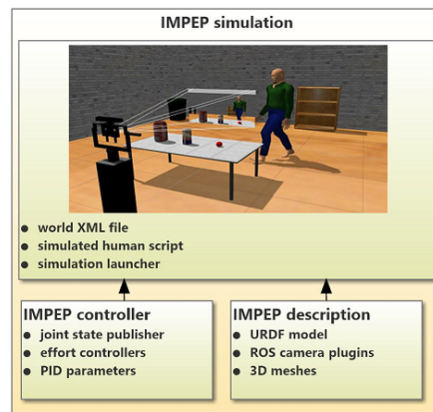 IMPEP simulation
● world XML file
● simulated human script
● simulation launcher
IMPEP controller
● joint state publisher
● effort controllers
● PID parameters
IMPEP description
● URDF model
● ROS camera plugins
● 3D meshes